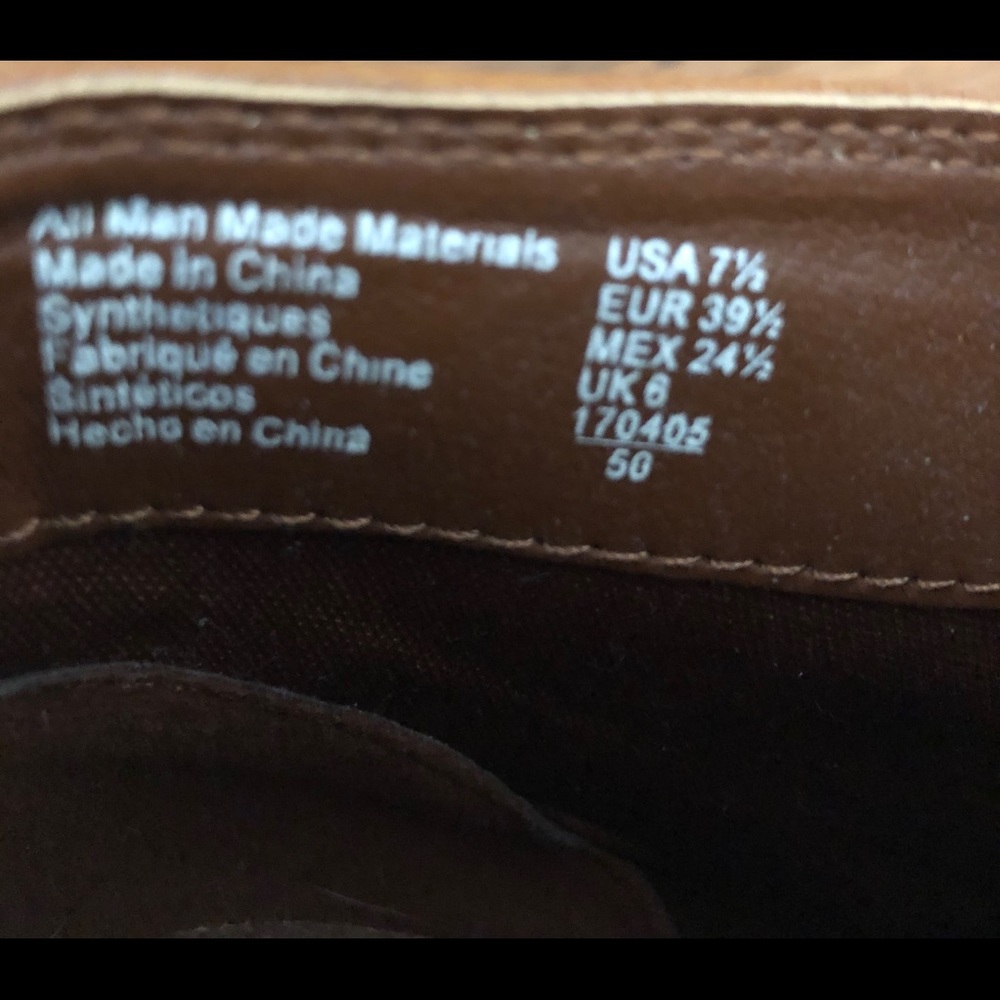 All Man Made Materials
Made in China
Synthetiques
Fabriqué en Chine
Sintéticos
Hecho en China
USA 7½
EUR 39½
MEX 24½
UK 6
170405
50